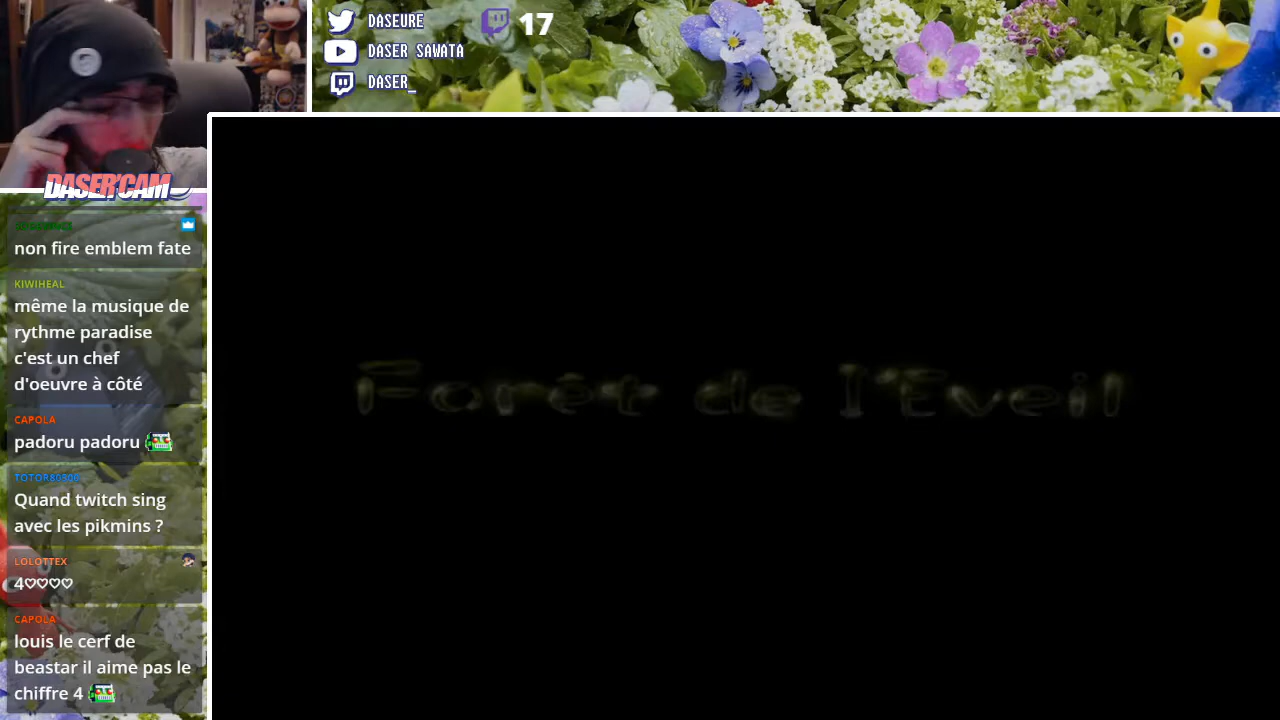 DASEURE
17
DASER SAWATA
DASER_
DASER'CAM
non fire emblem fate
KIWIHEAL
même la musique de
rythme paradise
c'est un chef
d'oeuvre à côté
CAPOLA
padoru padoru
TOTOR80300
Quand twitch sing
avec les pikmins ?
LOLOTTEX
4♡♡♡♡
CAPOLA
louis le cerf de
beastar il aime pas le
chiffre 4
Forêt de l'Eveil